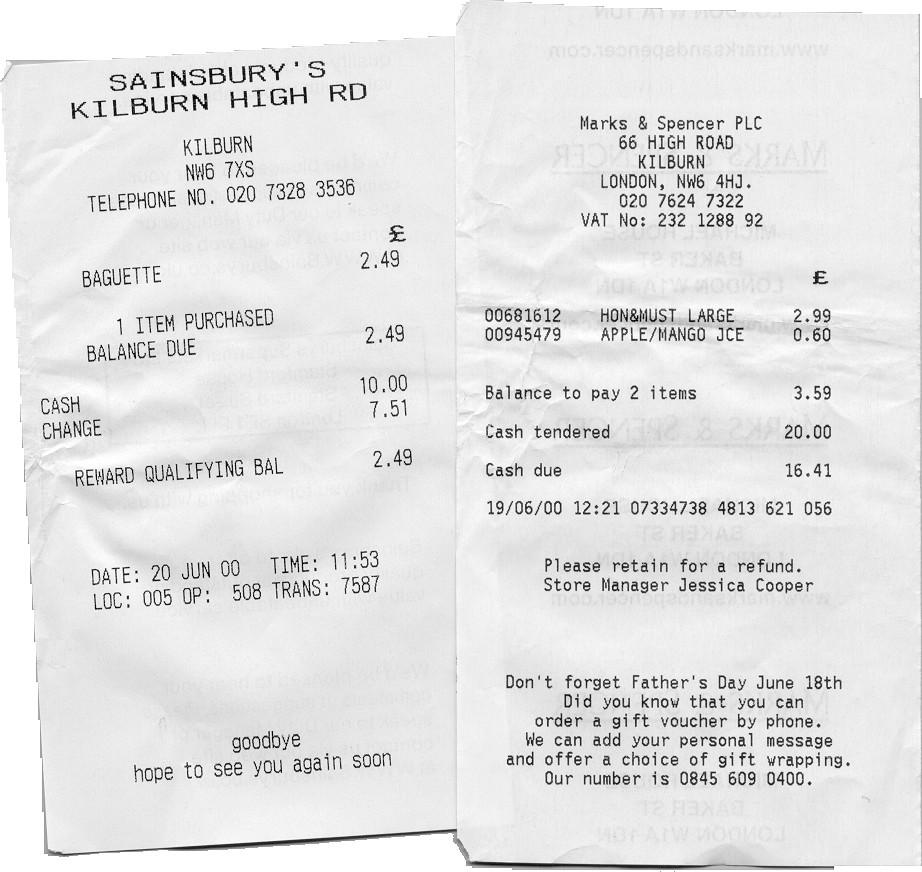 SAINSBURY'S
KILBURN HIGH RD
KILBURN
NW6 7XS
TELEPHONE NO. 020 7328 3536
£
BAGUETTE 2.49
1 ITEM PURCHASED
BALANCE DUE 2.49
CASH 10.00
CHANGE 7.51
REWARD QUALIFYING BAL 2.49
DATE: 20 JUN 00 TIME: 11:53
LOC: 005 OP: 508 TRANS: 7587
goodbye
hope to see you again soon
Marks & Spencer PLC
66 HIGH ROAD
KILBURN
LONDON, NW6 4HJ.
020 7624 7322
VAT No: 232 1288 92
£
00681612 HON&MUST LARGE 2.99
00945479 APPLE/MANGO JCE 0.60
Balance to pay 2 items 3.59
Cash tendered 20.00
Cash due 16.41
19/06/00 12:21 07334738 4813 621 056
Please retain for a refund.
Store Manager Jessica Cooper
Don't forget Father's Day June 18th
Did you know that you can
order a gift voucher by phone.
We can add your personal message
and offer a choice of gift wrapping.
Our number is 0845 609 0400.